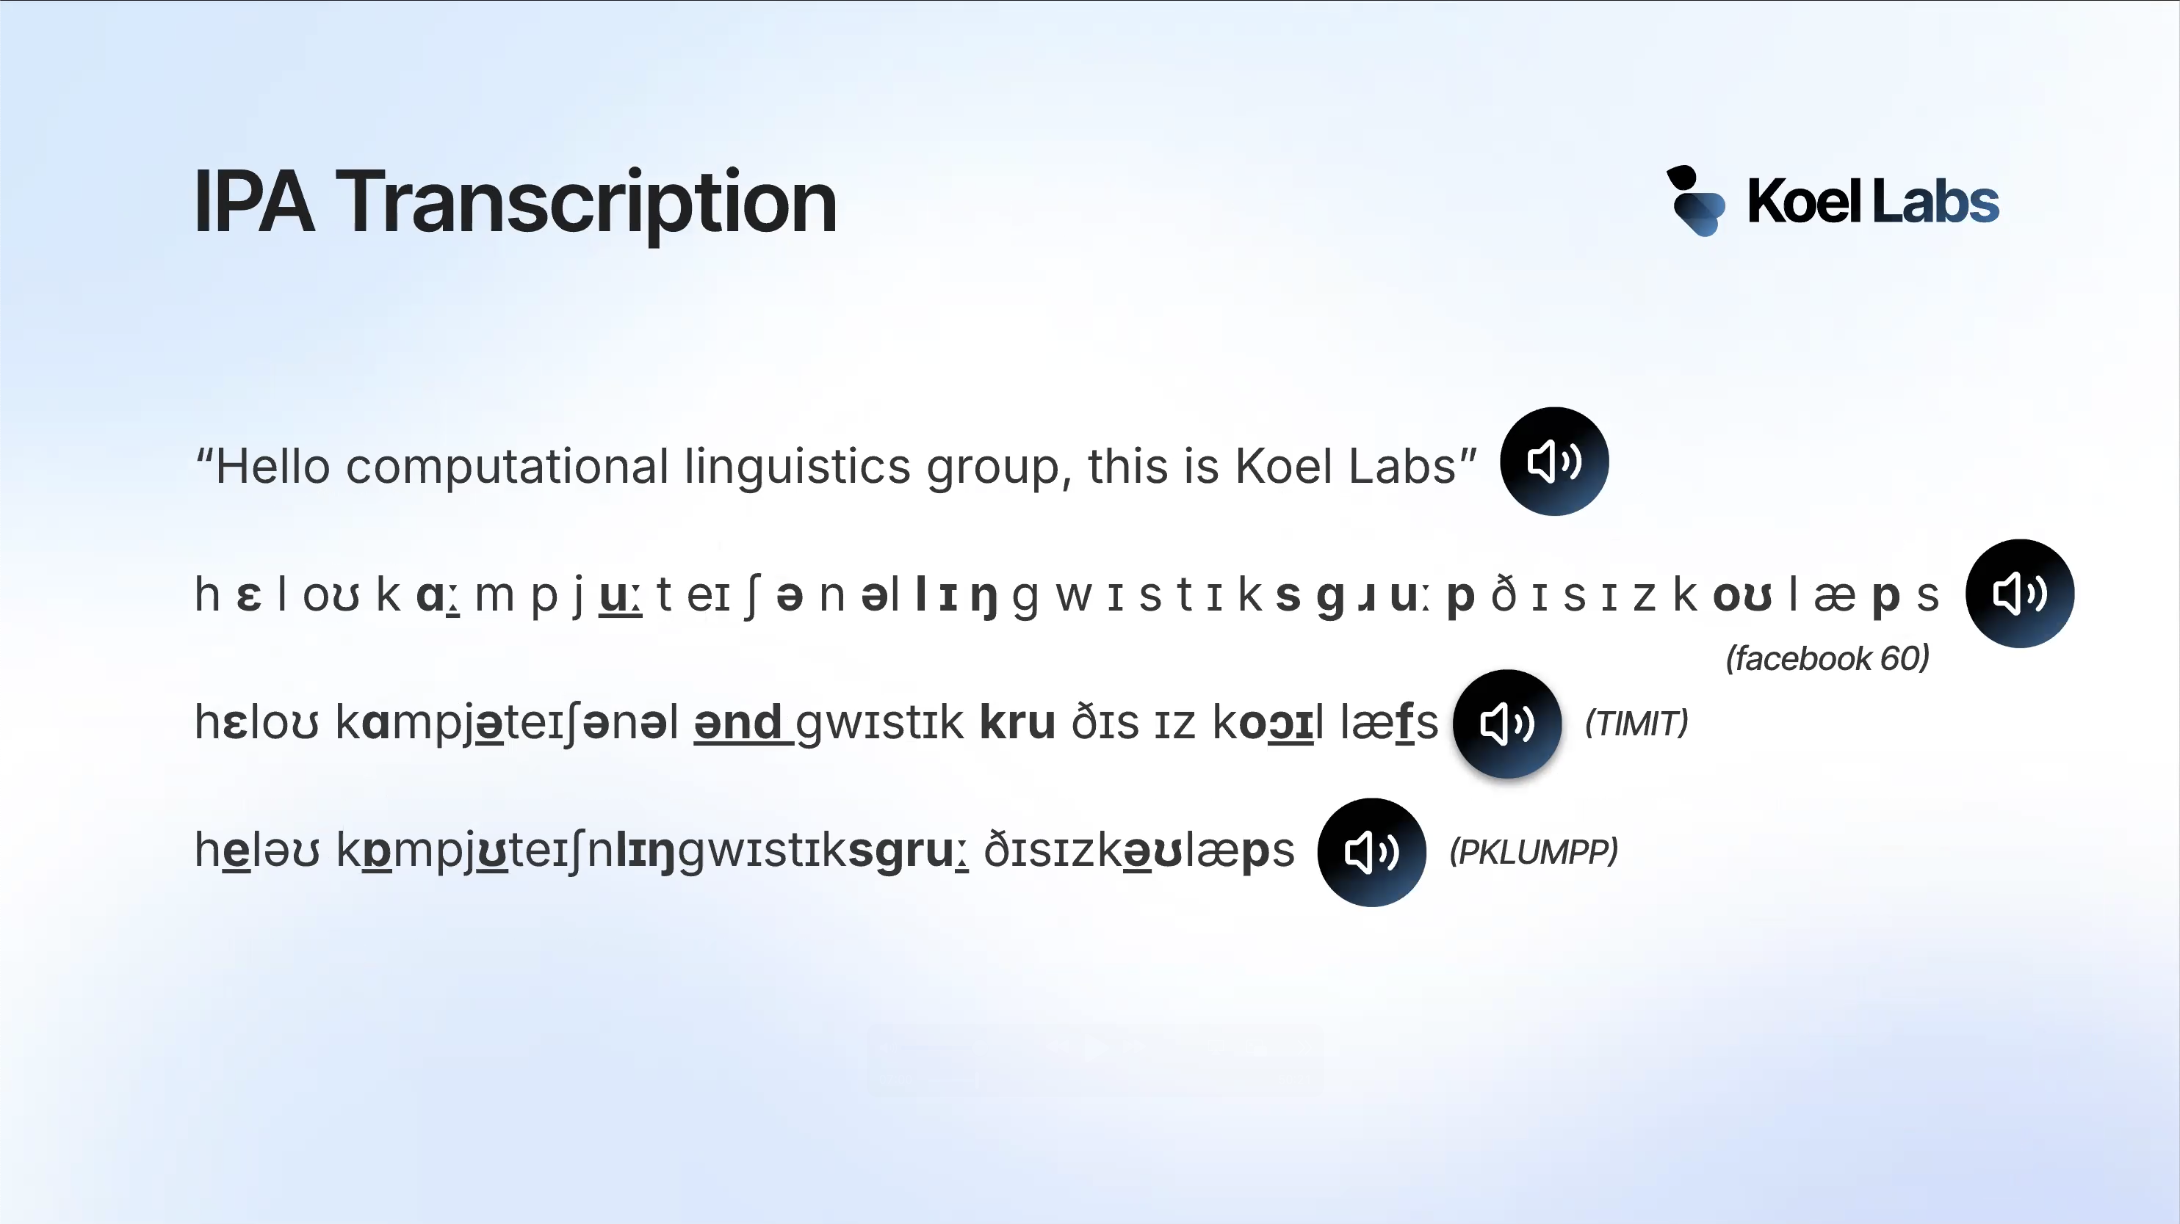 IPA Transcription
Koel Labs
“Hello computational linguistics group, this is Koel Labs”
h ɛ l oʊ k ɑː m p j uː t eɪ ʃ ə n əl l ɪ ŋ g w ɪ s t ɪ k s g ɹ uː p ð ɪ s ɪ z k oʊ l æ p s
(facebook 60)
hɛloʊ kɑmpjəteɪʃənəl ənd gwɪstɪk kru ðɪs ɪz koɔɪl læfs
(TIMIT)
heləʊ kɒmpjʊteɪʃnlɪŋgwɪstɪksgruː ðɪsɪzkəʊlæps
(PKLUMPP)